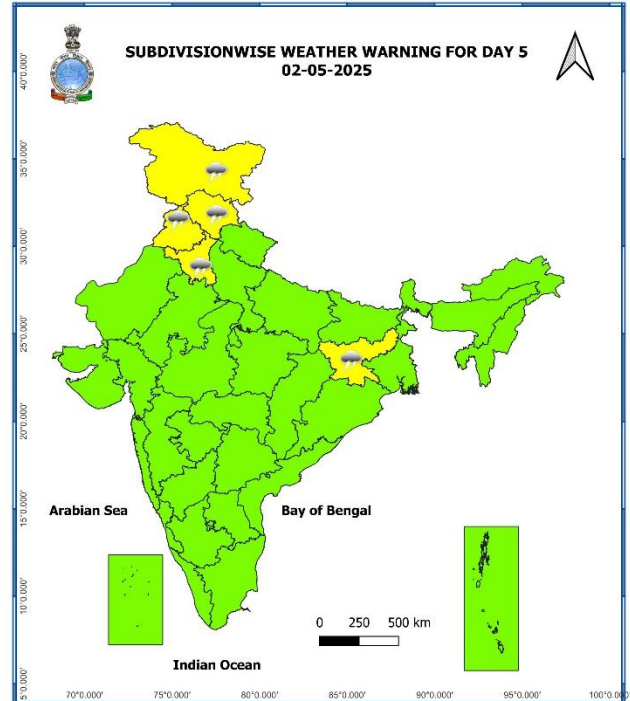 SUBDIVISIONWISE WEATHER WARNING FOR DAY 5
02-05-2025
40°0.000'
35°0.000'
30°0.000'
25°0.000'
20°0.000'
15°0.000'
10°0.000'
5°0.000'
Arabian Sea
Bay of Bengal
0 250 500 km
Indian Ocean
70°0.000' 75°0.000' 80°0.000' 85°0.000' 90°0.000' 95°0.000' 100°0.000'